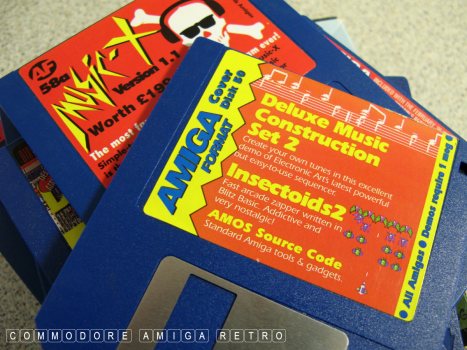 AF
58a
Music-X
Version 1.1
Worth £199
The most
AMIGA
FORMAT
Cover
Disk 80
Deluxe Music
Construction
Set 2
Create your own tunes in this excellent
demo of Electronic Arts latest powerful
but easy-to-use sequencer
Insectoids2
Fast arcade zapper written in
Blitz Basic. Addictive and
very nostalgic!
AMOS Source Code
Standard Amiga tools & gadgets.
All Amigas ● Demos require 1 meg
COMMODORE AMIGA RETRO